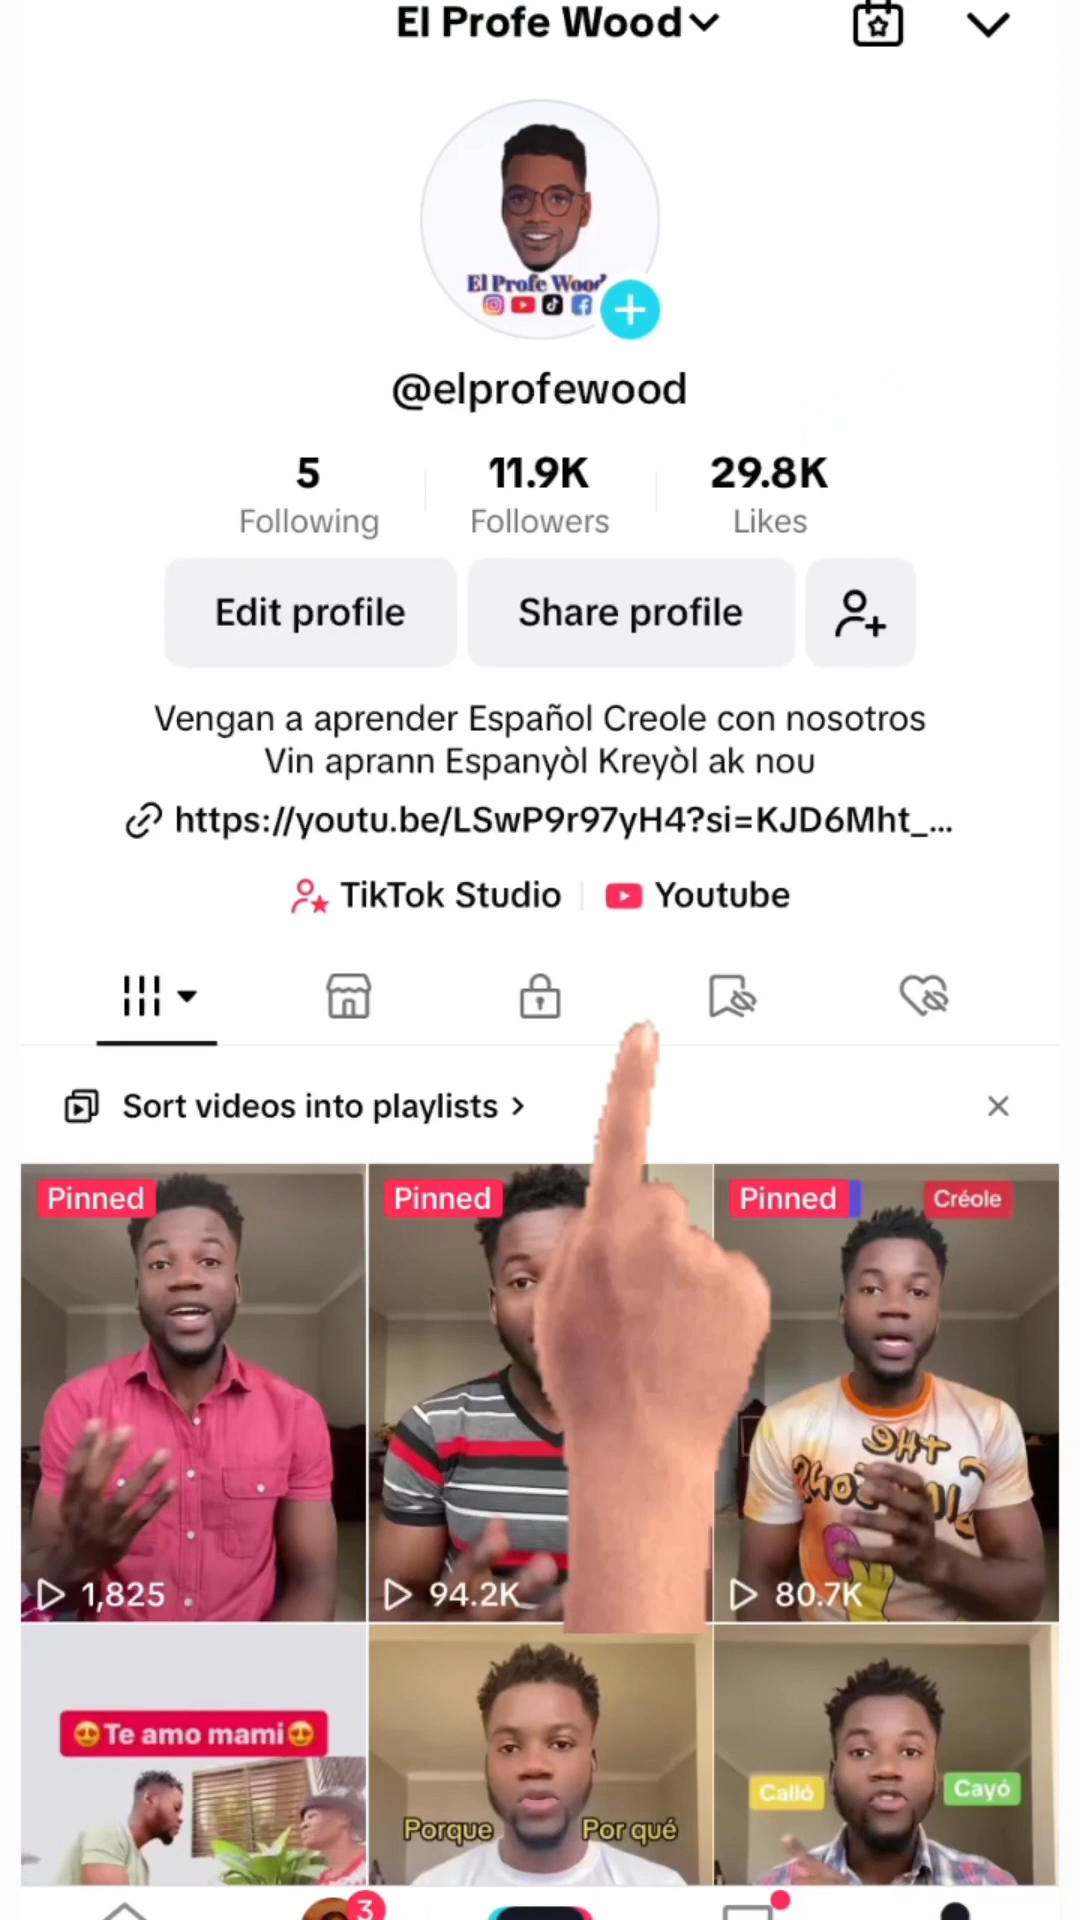 El Profe Wood
El Profe Wood
@elprofewood
5 11.9K 29.8K
Following Followers Likes
Edit profile Share profile
Vengan a aprender Español Creole con nosotros
Vin aprann Espanyòl Kreyòl ak nou
https://youtu.be/LSwP9r97yH4?si=KJD6Mht_...
TikTok Studio Youtube
Sort videos into playlists >
Pinned Pinned Pinned Créole
1,825 94.2K 80.7K
😍Te amo mami😍
Porque Por qué
Calló Cayó
3